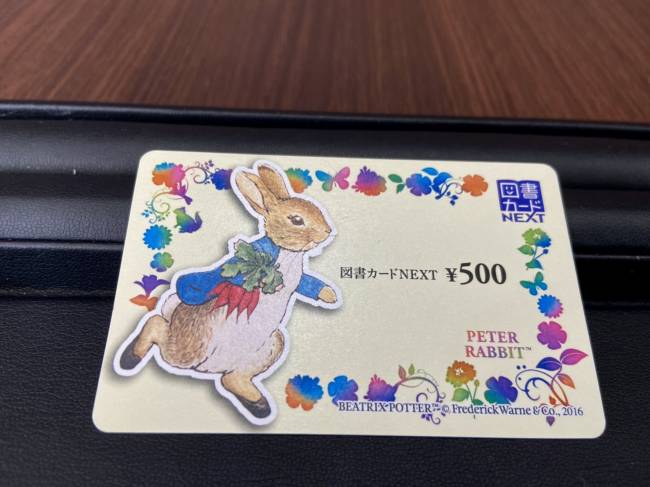 図書
カード
NEXT
図書カードNEXT ¥500
PETER
RABBIT™
BEATRIX POTTER™ © Frederick Warne & Co., 2016